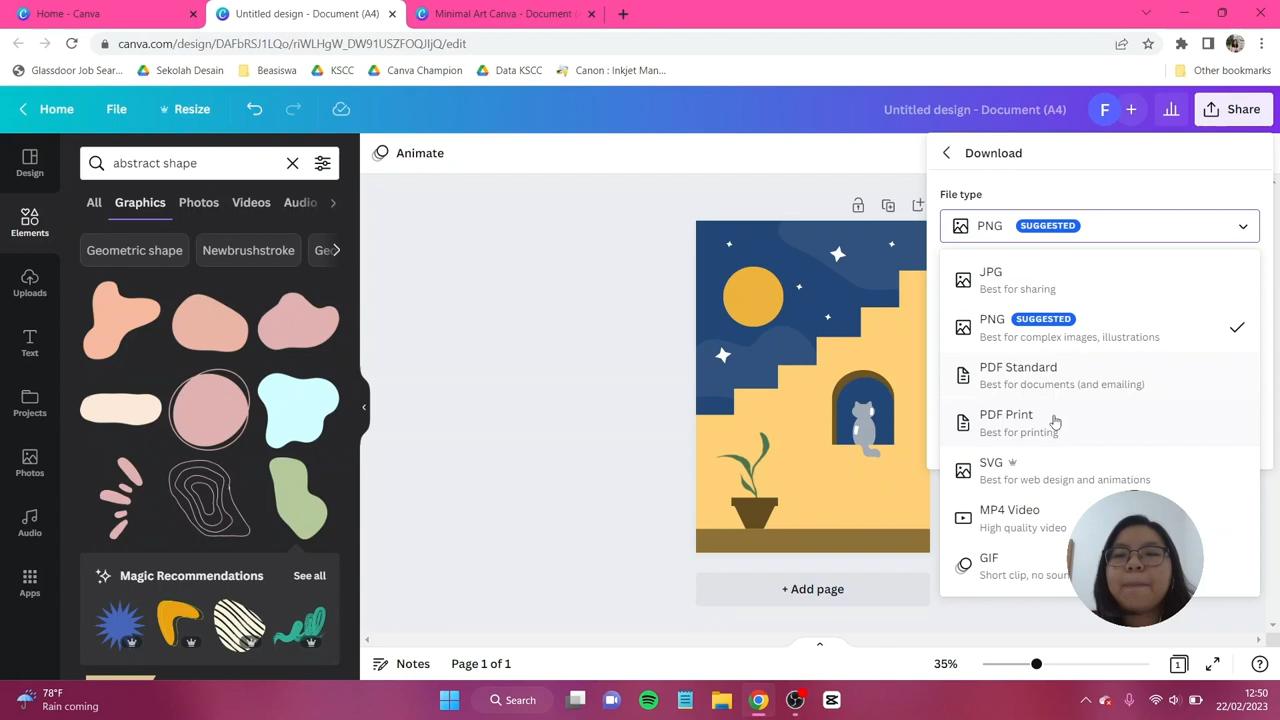 Home - Canva
Untitled design - Document (A4)
Minimal Art Canva - Document (
canva.com/design/DAFbRSJ1LQo/riWLHgW_DW91USZFOQJIjQ/edit
Glassdoor Job Sear...
Sekolah Desain
Beasiswa
KSCC
Canva Champion
Data KSCC
Canon : Inkjet Man...
Other bookmarks
Home
File
Resize
Untitled design - Document (A4)
F
Share
Design
Elements
Uploads
Text
Projects
Photos
Audio
Apps
abstract shape
All
Graphics
Photos
Videos
Audio
Geometric shape
Newbrushstroke
Ge
Magic Recommendations
See all
Animate
+ Add page
Download
File type
PNG SUGGESTED
JPG
Best for sharing
PNG SUGGESTED
Best for complex images, illustrations
PDF Standard
Best for documents (and emailing)
PDF Print
Best for printing
SVG
Best for web design and animations
MP4 Video
High quality video
GIF
Short clip, no soun
Notes
Page 1 of 1
35%
1
78°F
Rain coming
Search
12:50
22/02/2023